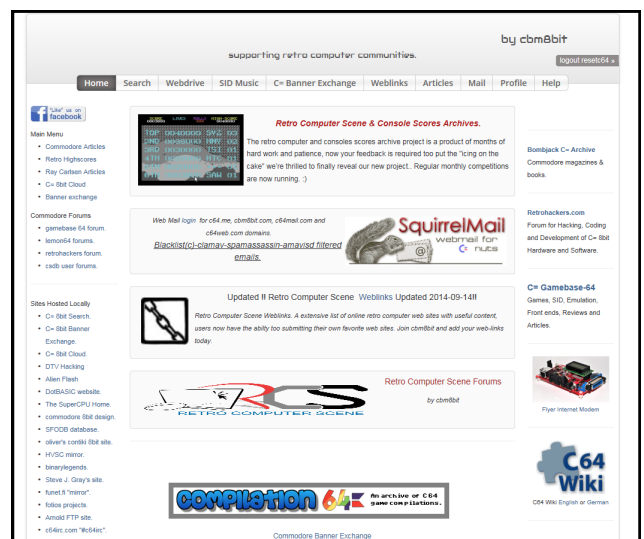 by cbm8bit
supporting retro computer communities.
logout resetc64 »
Home Search Webdrive SID Music C= Banner Exchange Weblinks Articles Mail Profile Help
"Like" us on
facebook
Main Menu
Commodore Articles
Retro Highscores
Ray Carlsen Articles
C= 8bit Cloud
Banner exchange
Commodore Forums
gamebase 64 forum.
lemon64 forums.
retrohackers forum.
csdb user forums.
Sites Hosted Locally
C= 8bit Search.
C= 8bit Banner
Exchange.
C= 8bit Cloud.
DTV Hacking
Alien Flash
DotBASIC website.
The SuperCPU Home.
commodore 8bit design.
SFODB database.
oliver's contiki 8bit site.
HVSC mirror.
binarylegends.
Steve J. Gray's site.
funet.fi "mirror".
fotios projects.
Arnold FTP site.
c64irc.com "#c64irc".
Retro Computer Scene & Console Scores Archives.
The retro computer and consoles scores archive project is a product of months of
hard work and patience, now your feedback is required too put the "icing on the
cake" we're thrilled to finally reveal our new project.. Regular monthly competitions
are now running. :)
Web Mail login for c64.me, cbm8bit.com, c64mail.com and
c64web.com domains.
Blacklist(c)-clamav-spamassassin-amavisd filtered
emails.
SquirrelMail
webmail for
C= nuts
Updated !! Retro Computer Scene Weblinks Updated 2014-09-14!!
Retro Computer Scene Weblinks. A extensive list of online retro computer web sites with useful content,
users now have the abilty too submitting their own favorite web sites. Join cbm8bit and add your web-links
today.
RCS
RETRO COMPUTER SCENE
Retro Computer Scene Forums
by cbm8bit
COMPILATION 64
An archive of C64
game compilations.
Commodore Banner Exchange
Bombjack C= Archive
Commodore magazines &
books.
Retrohackers.com
Forum for Hacking, Coding
and Development of C= 8bit
Hardware and Software.
C= Gamebase-64
Games, SID, Emulation,
Front ends, Reviews and
Articles.
Flyer Internet Modem
C64
Wiki
C64 Wiki English or German